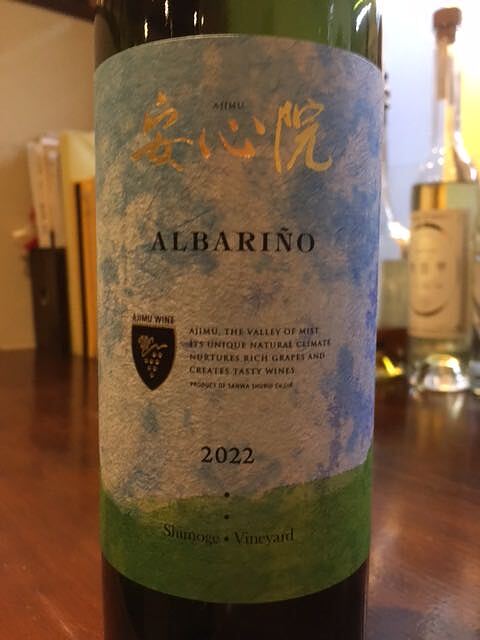 AJIMU
安心院
ALBARIÑO
AJIMU WINE
AJIMU, THE VALLEY OF MIST
ITS UNIQUE NATURAL CLIMATE
NURTURES RICH GRAPES AND
CREATES TASTY WINES
PRODUCT OF SANWA SHURUI CO.,LTD
2022
Shimoge • Vineyard